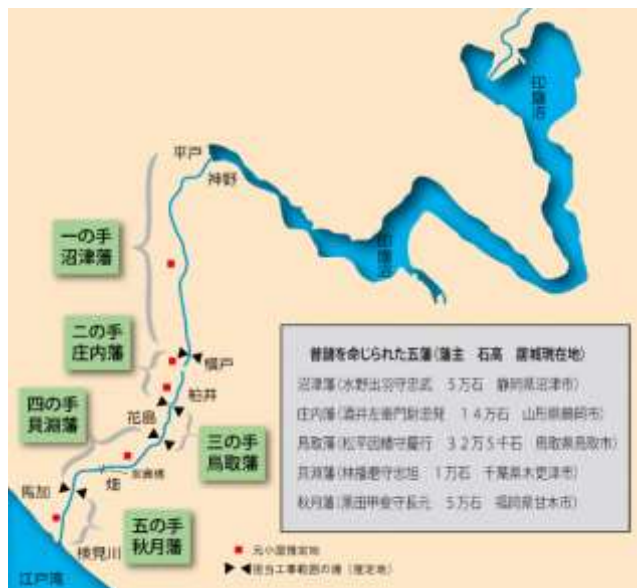 印旛沼
平戸
神野
印旛沼
一の手
沼津藩
二の手
庄内藩
横戸
柏井
四の手
貝淵藩
花島
三の手
鳥取藩
畑
馬加
五の手
秋月藩
検見川
江戸湾
普請を命じられた五藩(藩主 石高 居城現在地)
沼津藩(水野出羽守忠武 5万石 静岡県沼津市)
庄内藩(酒井左衛門尉忠発 14万石 山形県鶴岡市)
鳥取藩(松平因幡守慶行 32万5千石 鳥取県鳥取市)
貝淵藩(林播磨守忠旭 1万石 千葉県木更津市)
秋月藩(黒田甲斐守長元 5万石 福岡県甘木市)
元小屋推定地
担当工事範囲の境(推定地)